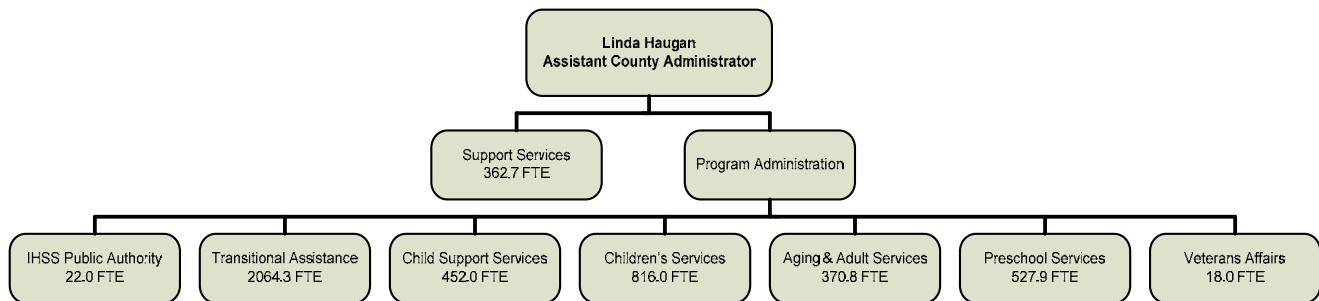 Linda Haugan
Assistant County Administrator
Support Services
362.7 FTE
Program Administration
IHSS Public Authority
22.0 FTE
Transitional Assistance
2064.3 FTE
Child Support Services
452.0 FTE
Children's Services
816.0 FTE
Aging & Adult Services
370.8 FTE
Preschool Services
527.9 FTE
Veterans Affairs
18.0 FTE